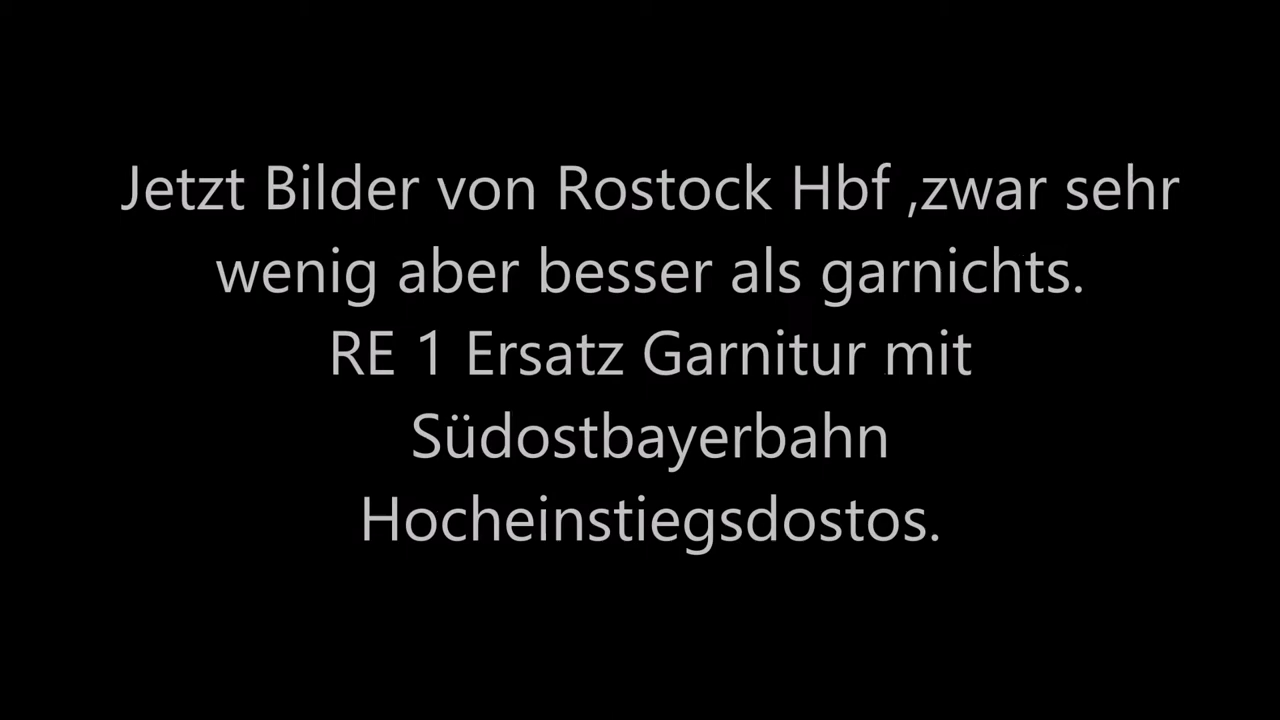 Jetzt Bilder von Rostock Hbf ,zwar sehr
wenig aber besser als garnichts.
RE 1 Ersatz Garnitur mit
Südostbayerbahn
Hocheinstiegsdostos.